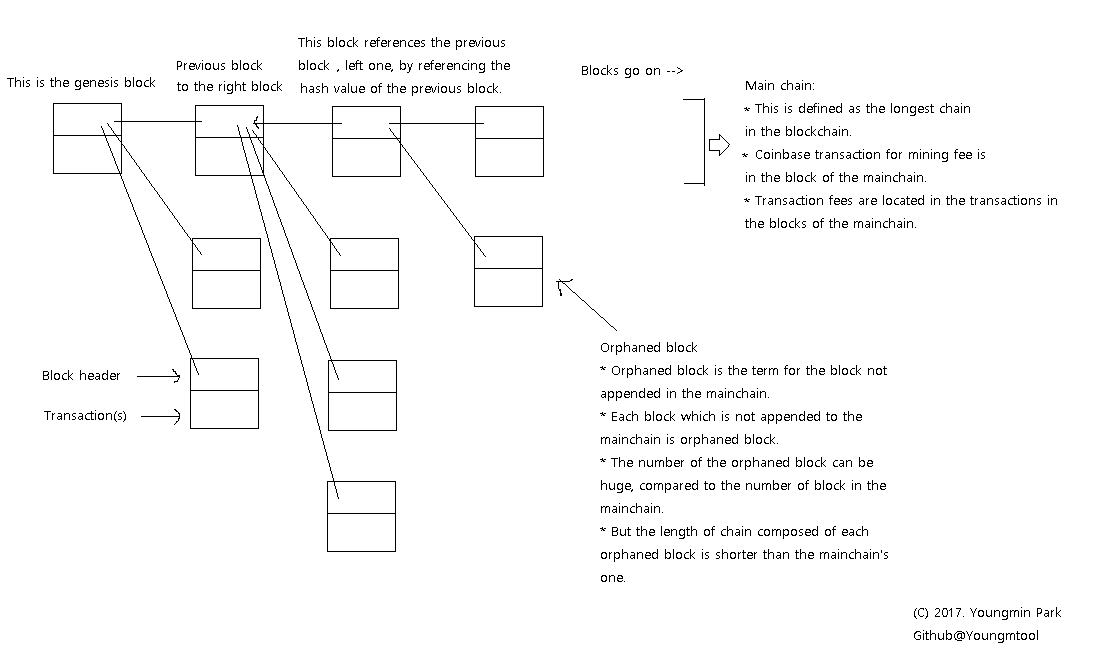 This is the genesis block
Previous block
to the right block
This block references the previous
block , left one, by referencing the
hash value of the previous block.
Blocks go on -->
Main chain:
* This is defined as the longest chain
in the blockchain.
* Coinbase transaction for mining fee is
in the block of the mainchain.
* Transaction fees are located in the transactions in
the blocks of the mainchain.
Block header
Transaction(s)
Orphaned block
* Orphaned block is the term for the block not
appended in the mainchain.
* Each block which is not appended to the
mainchain is orphaned block.
* The number of the orphaned block can be
huge, compared to the number of block in the
mainchain.
* But the length of chain composed of each
orphaned block is shorter than the mainchain's
one.
(C) 2017. Youngmin Park
Github@Youngmtool